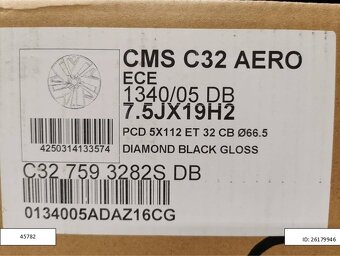 CMS C32 AERO
ECE
1340/05 DB
7.5JX19H2
PCD 5X112 ET 32 CB Ø66.5
4250314133574
DIAMOND BLACK GLOSS
C32 759 3282S DB
0134005ADAZ16CG
45782
ID: 26179946